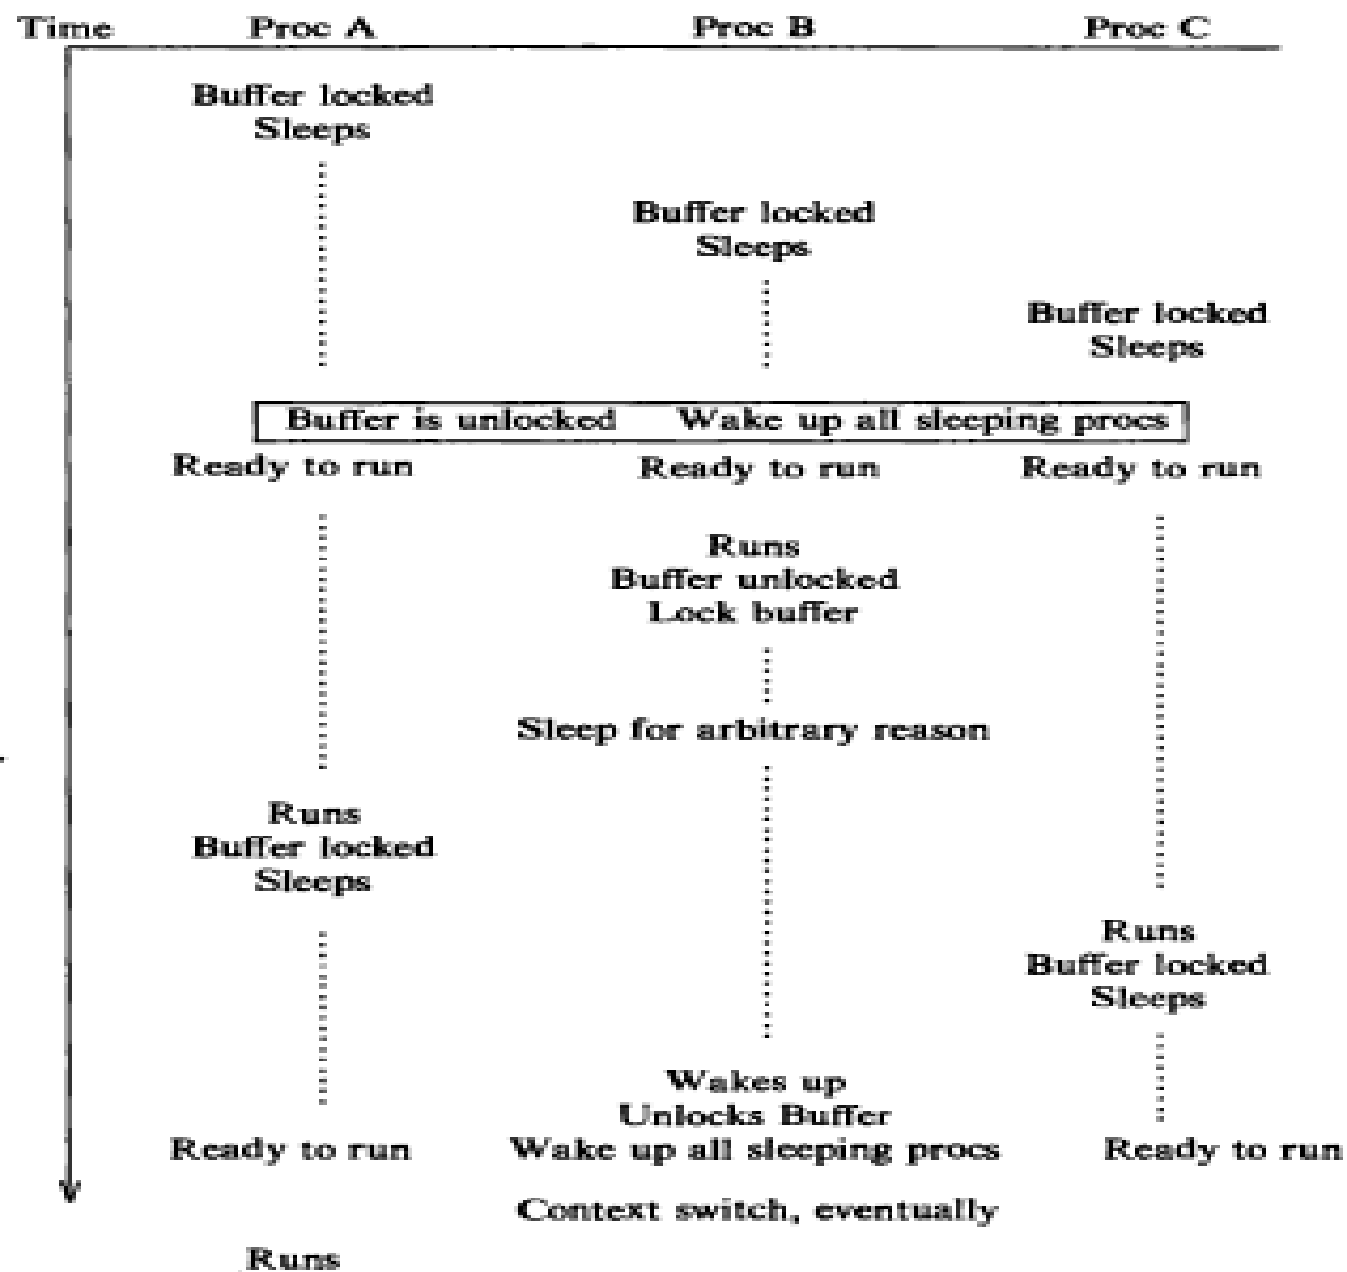 Time Proc A Proc B Proc C
Buffer locked
Sleeps
Buffer locked
Sleeps
Buffer locked
Sleeps
Buffer is unlocked Wake up all sleeping procs
Ready to run Ready to run Ready to run
Runs
Buffer unlocked
Lock buffer
Sleep for arbitrary reason
Runs
Buffer locked
Sleeps
Runs
Buffer locked
Sleeps
Wakes up
Unlocks Buffer
Ready to run Wake up all sleeping procs Ready to run
Context switch, eventually
Runs